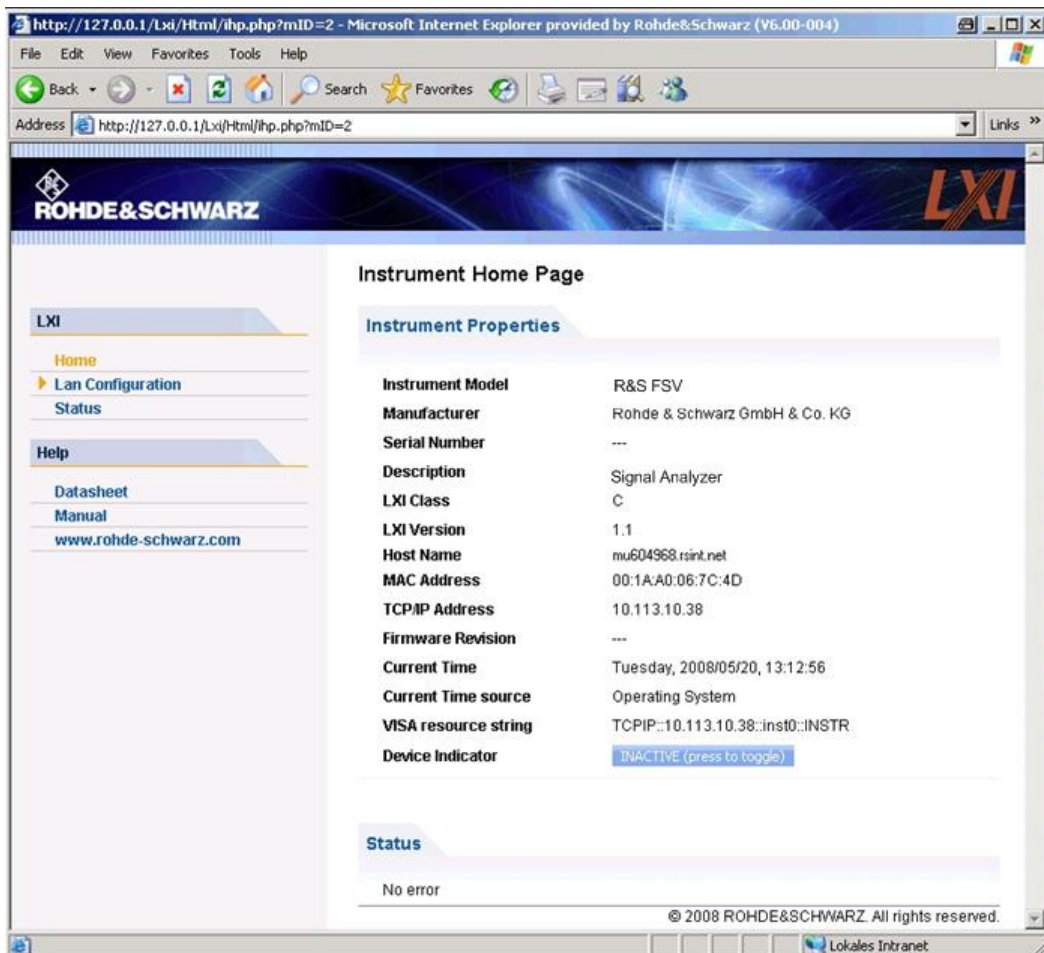 http://127.0.0.1/Lxi/Html/ihp.php?mID=2 - Microsoft Internet Explorer provided by Rohde&Schwarz (V6.00-004)
File Edit View Favorites Tools Help
Back Search Favorites
Address http://127.0.0.1/Lxi/Html/ihp.php?mID=2 Links »
R&S
ROHDE&SCHWARZ
LXI
Instrument Home Page
LXI
Home
Lan Configuration
Status
Help
Datasheet
Manual
www.rohde-schwarz.com
Instrument Properties
Instrument Model R&S FSV
Manufacturer Rohde & Schwarz GmbH & Co. KG
Serial Number ---
Description Signal Analyzer
LXI Class C
LXI Version 1.1
Host Name mu604968.rsint.net
MAC Address 00:1A:A0:06:7C:4D
TCP/IP Address 10.113.10.38
Firmware Revision ---
Current Time Tuesday, 2008/05/20, 13:12:56
Current Time source Operating System
VISA resource string TCPIP::10.113.10.38::inst0::INSTR
Device Indicator INACTIVE (press to toggle)
Status
No error
© 2008 ROHDE&SCHWARZ. All rights reserved.
Lokales Intranet